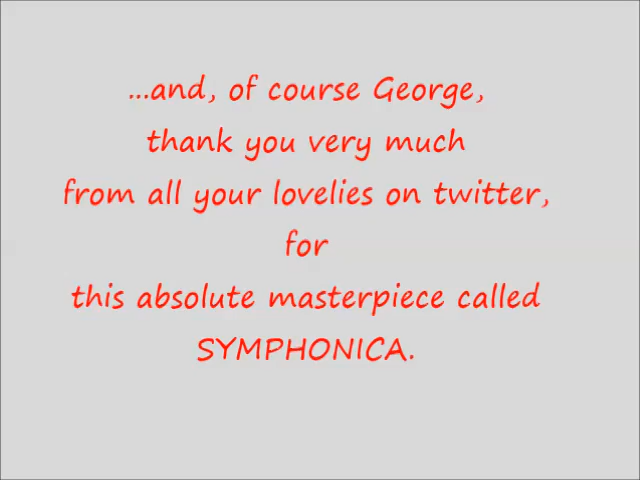 ...and, of course George,
thank you very much
from all your lovelies on twitter,
for
this absolute masterpiece called
SYMPHONICA.